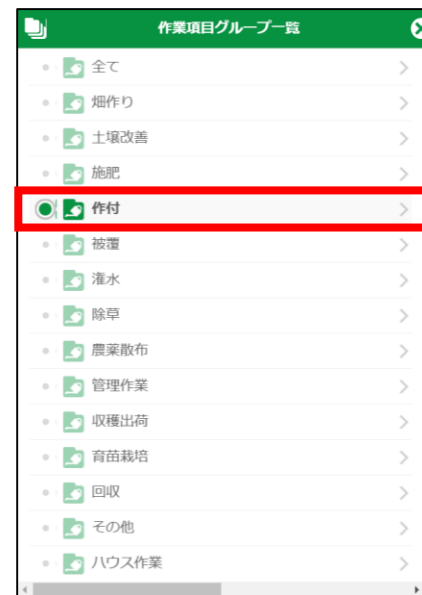 作業項目グループ一覧
全て
畑作り
土壌改善
施肥
作付
被覆
潅水
除草
農薬散布
管理作業
収穫出荷
育苗栽培
回収
その他
ハウス作業